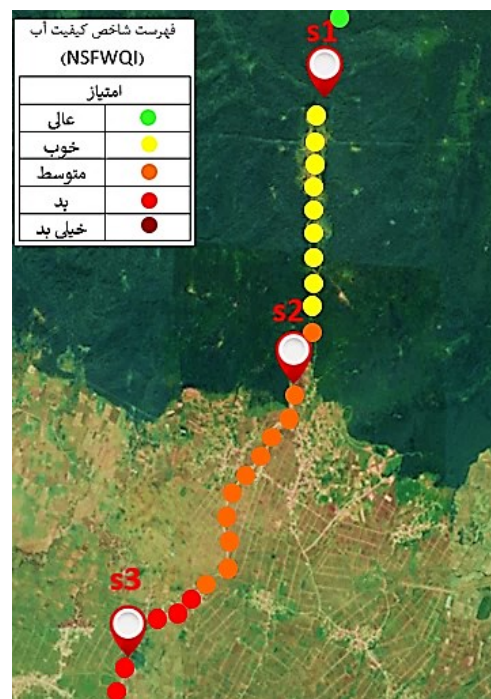 فهرست شاخص کیفیت آب
(NSFWQI)
امتیاز
عالی
خوب
متوسط
بد
خیلی بد
s1
s2
s3